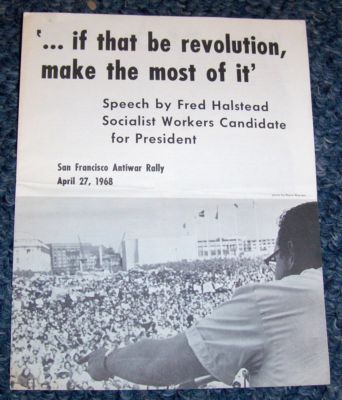 '... if that be revolution,
make the most of it'
Speech by Fred Halstead
Socialist Workers Candidate
for President
San Francisco Antiwar Rally
April 27, 1968